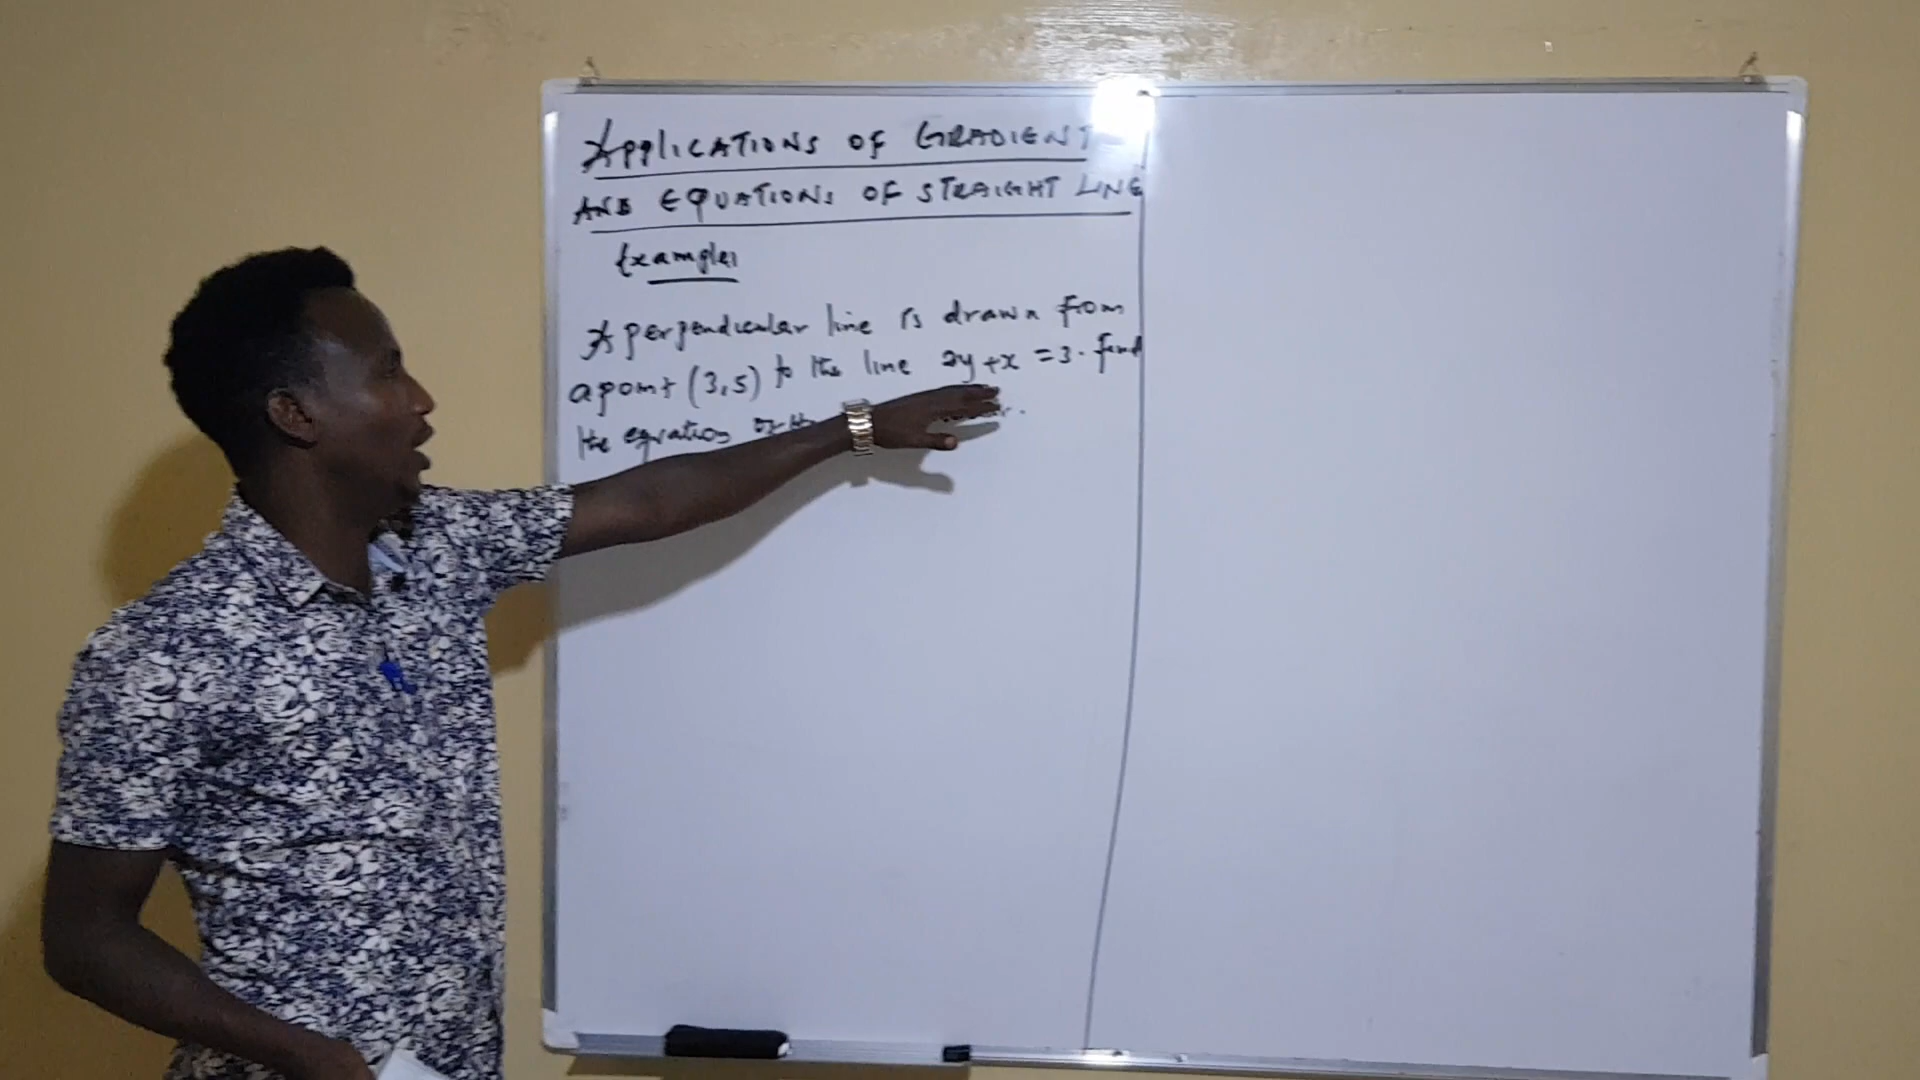 APPLICATIONS OF GRADIENT
AND EQUATIONS OF STRAIGHT LINE
Examples
A perpendicular line is drawn from
a point (3,5) to the line 2y+x = 3. find
the equation of the